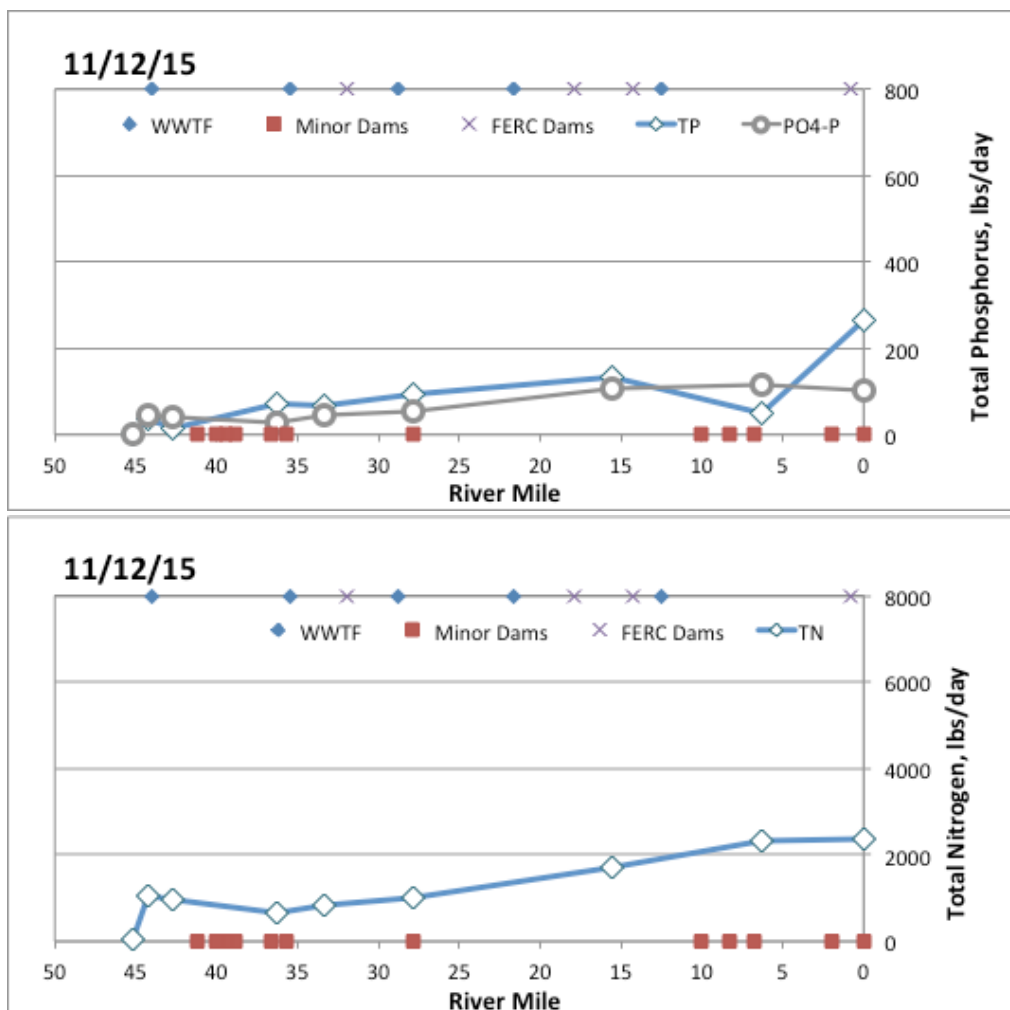 11/12/15
800
WWTF Minor Dams FERC Dams TP PO4-P
600
400
200
0
Total Phosphorus, lbs/day
50 45 40 35 30 25 20 15 10 5 0
River Mile
11/12/15
8000
WWTF Minor Dams FERC Dams TN
6000
4000
2000
0
Total Nitrogen, lbs/day
50 45 40 35 30 25 20 15 10 5 0
River Mile